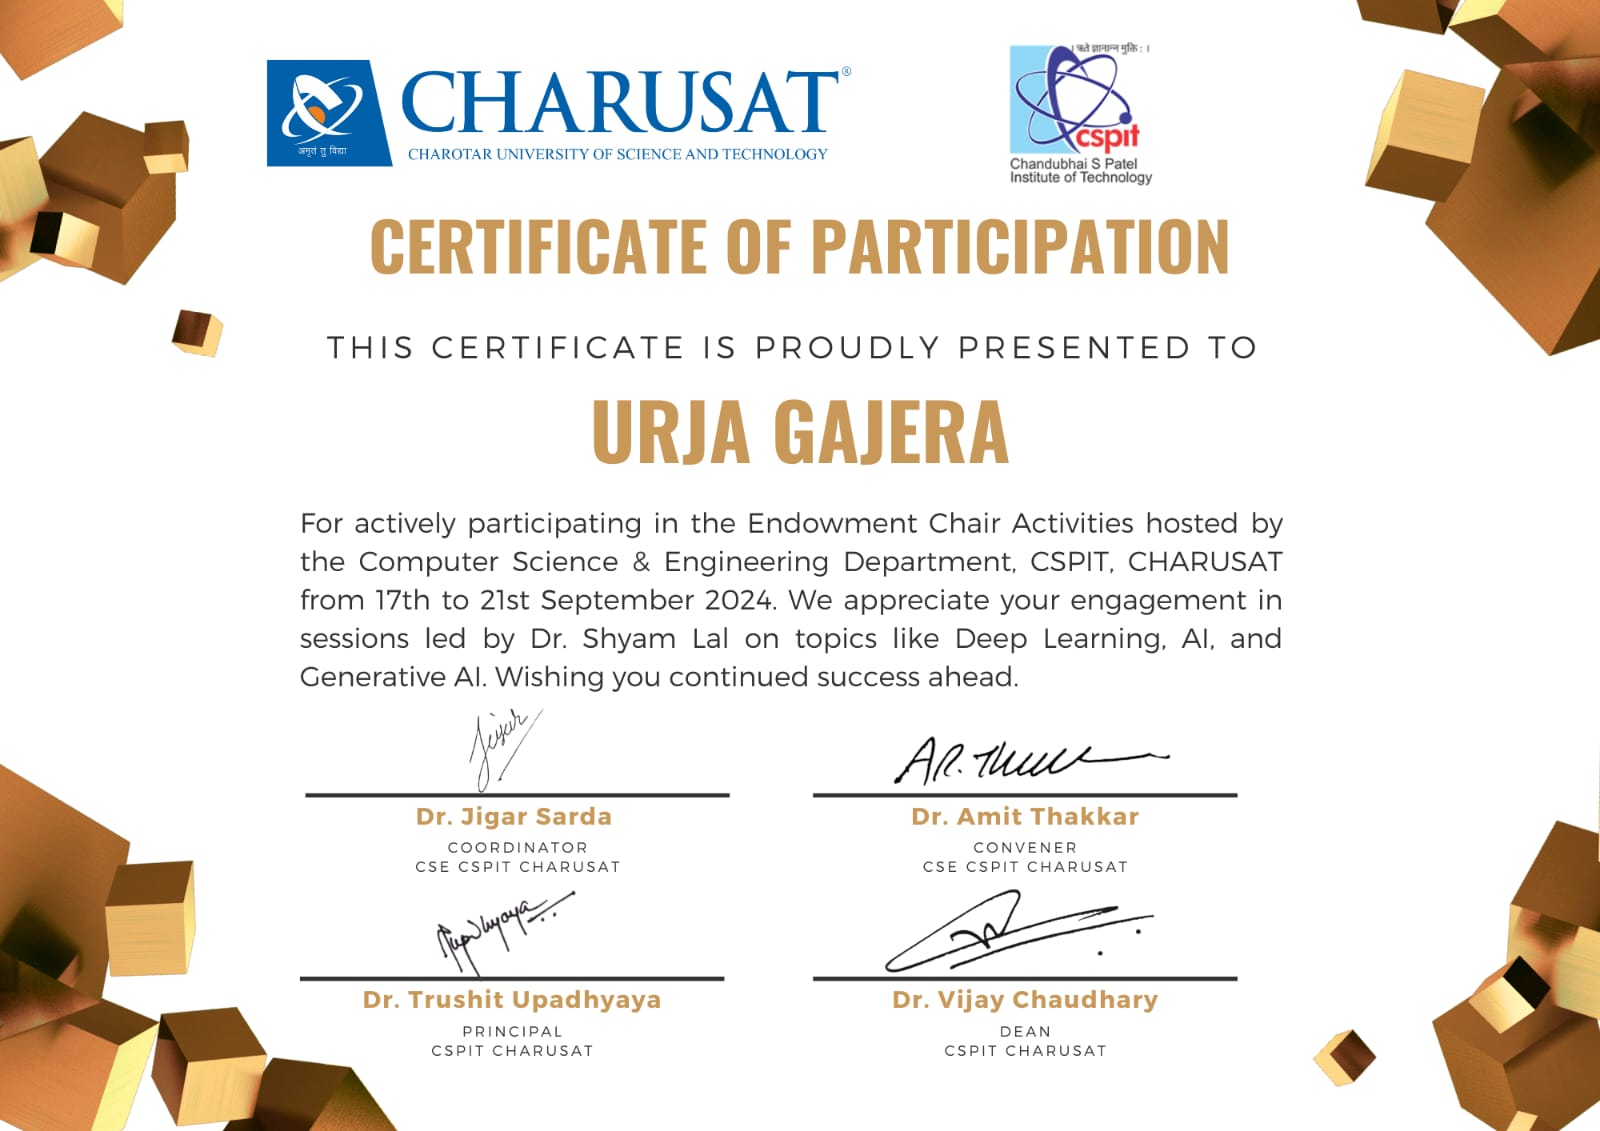 अमृतं तु विद्या
CHARUSAT®
CHAROTAR UNIVERSITY OF SCIENCE AND TECHNOLOGY
। ऋते ज्ञानान्न मुक्ति : ।
cspit
Chandubhai S Patel
Institute of Technology
CERTIFICATE OF PARTICIPATION
THIS CERTIFICATE IS PROUDLY PRESENTED TO
URJA GAJERA
For actively participating in the Endowment Chair Activities hosted by
the Computer Science & Engineering Department, CSPIT, CHARUSAT
from 17th to 21st September 2024. We appreciate your engagement in
sessions led by Dr. Shyam Lal on topics like Deep Learning, AI, and
Generative AI. Wishing you continued success ahead.
Dr. Jigar Sarda
COORDINATOR
CSE CSPIT CHARUSAT
Dr. Amit Thakkar
CONVENER
CSE CSPIT CHARUSAT
Dr. Trushit Upadhyaya
PRINCIPAL
CSPIT CHARUSAT
Dr. Vijay Chaudhary
DEAN
CSPIT CHARUSAT